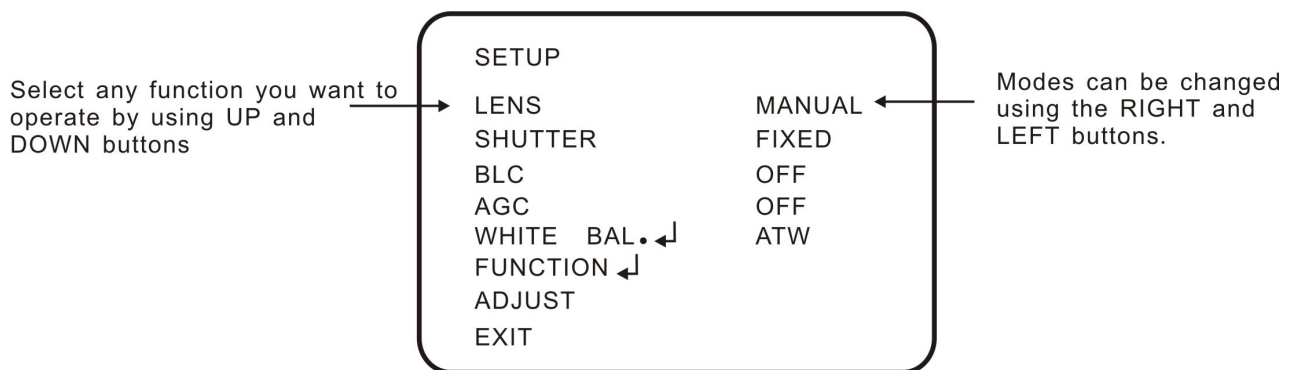 SETUP
Select any function you want to
operate by using UP and
DOWN buttons
LENS MANUAL
SHUTTER FIXED
BLC OFF
AGC OFF
WHITE BAL.↲ ATW
FUNCTION↲
ADJUST
EXIT
Modes can be changed
using the RIGHT and
LEFT buttons.